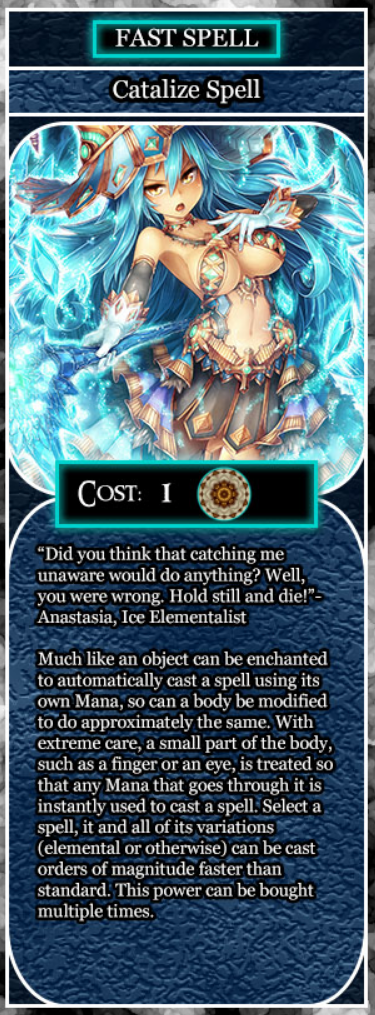 FAST SPELL
Catalize Spell
COST: 1
“Did you think that catching me
unaware would do anything? Well,
you were wrong. Hold still and die!”-
Anastasia, Ice Elementalist
Much like an object can be enchanted
to automatically cast a spell using its
own Mana, so can a body be modified
to do approximately the same. With
extreme care, a small part of the body,
such as a finger or an eye, is treated so
that any Mana that goes through it is
instantly used to cast a spell. Select a
spell, it and all of its variations
(elemental or otherwise) can be cast
orders of magnitude faster than
standard. This power can be bought
multiple times.